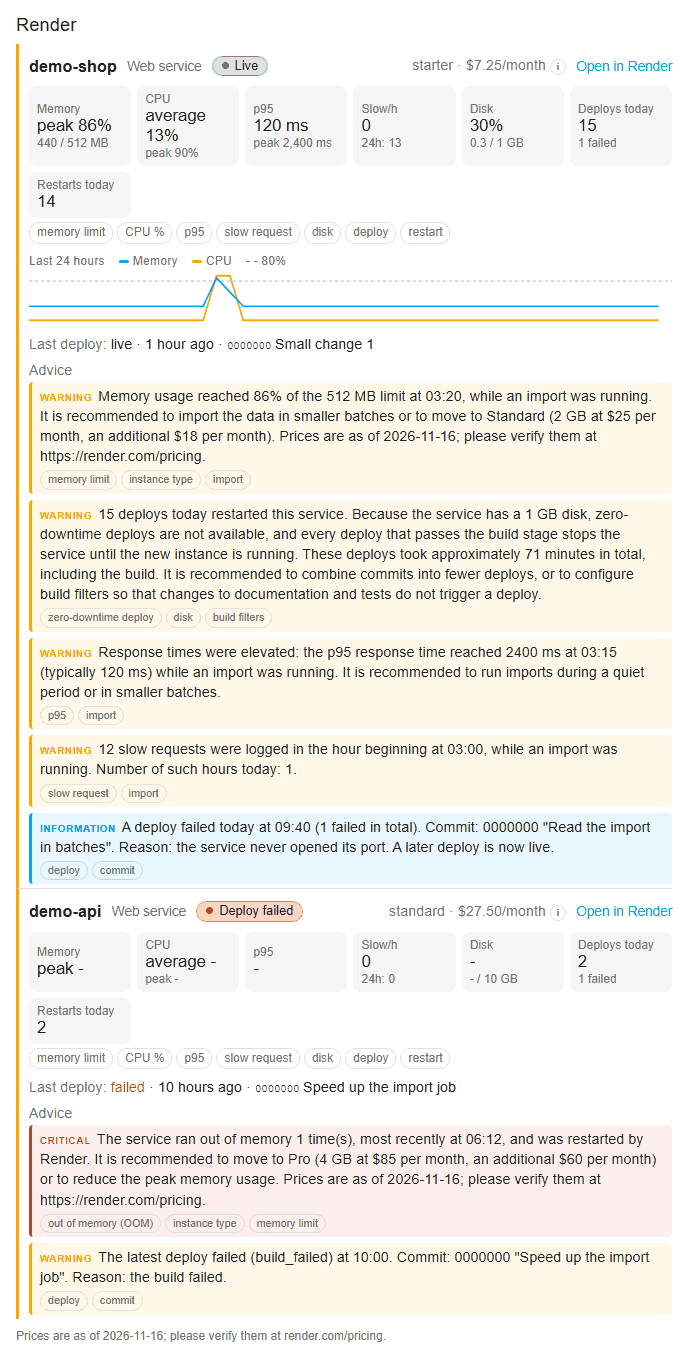 Render
demo-shop Web service Live starter · $7.25/month i Open in Render
Memory
peak 86%
440 / 512 MB
CPU
average
13%
peak 90%
p95
120 ms
peak 2,400 ms
Slow/h
0
24h: 13
Disk
30%
0.3 / 1 GB
Deploys today
15
1 failed
Restarts today
14
memory limit CPU % p95 slow request disk deploy restart
Last 24 hours Memory CPU - - 80%
Last deploy: live · 1 hour ago · 0000000 Small change 1
Advice
WARNING Memory usage reached 86% of the 512 MB limit at 03:20, while an import was running.
It is recommended to import the data in smaller batches or to move to Standard (2 GB at $25 per
month, an additional $18 per month). Prices are as of 2026-11-16; please verify them at
https://render.com/pricing.
memory limit instance type import
WARNING 15 deploys today restarted this service. Because the service has a 1 GB disk, zero-
downtime deploys are not available, and every deploy that passes the build stage stops the
service until the new instance is running. These deploys took approximately 71 minutes in total,
including the build. It is recommended to combine commits into fewer deploys, or to configure
build filters so that changes to documentation and tests do not trigger a deploy.
zero-downtime deploy disk build filters
WARNING Response times were elevated: the p95 response time reached 2400 ms at 03:15
(typically 120 ms) while an import was running. It is recommended to run imports during a quiet
period or in smaller batches.
p95 import
WARNING 12 slow requests were logged in the hour beginning at 03:00, while an import was
running. Number of such hours today: 1.
slow request import
INFORMATION A deploy failed today at 09:40 (1 failed in total). Commit: 0000000 "Read the import
in batches". Reason: the service never opened its port. A later deploy is now live.
deploy commit
demo-api Web service Deploy failed standard · $27.50/month i Open in Render
Memory
peak -
CPU
average -
peak -
p95
-
Slow/h
0
24h: 0
Disk
-
- / 10 GB
Deploys today
2
1 failed
Restarts today
2
memory limit CPU % p95 slow request disk deploy restart
Last deploy: failed · 10 hours ago · 0000000 Speed up the import job
Advice
CRITICAL The service ran out of memory 1 time(s), most recently at 06:12, and was restarted by
Render. It is recommended to move to Pro (4 GB at $85 per month, an additional $60 per month)
or to reduce the peak memory usage. Prices are as of 2026-11-16; please verify them at
https://render.com/pricing.
out of memory (OOM) instance type memory limit
WARNING The latest deploy failed (build_failed) at 10:00. Commit: 0000000 "Speed up the import
job". Reason: the build failed.
deploy commit
Prices are as of 2026-11-16; please verify them at render.com/pricing.